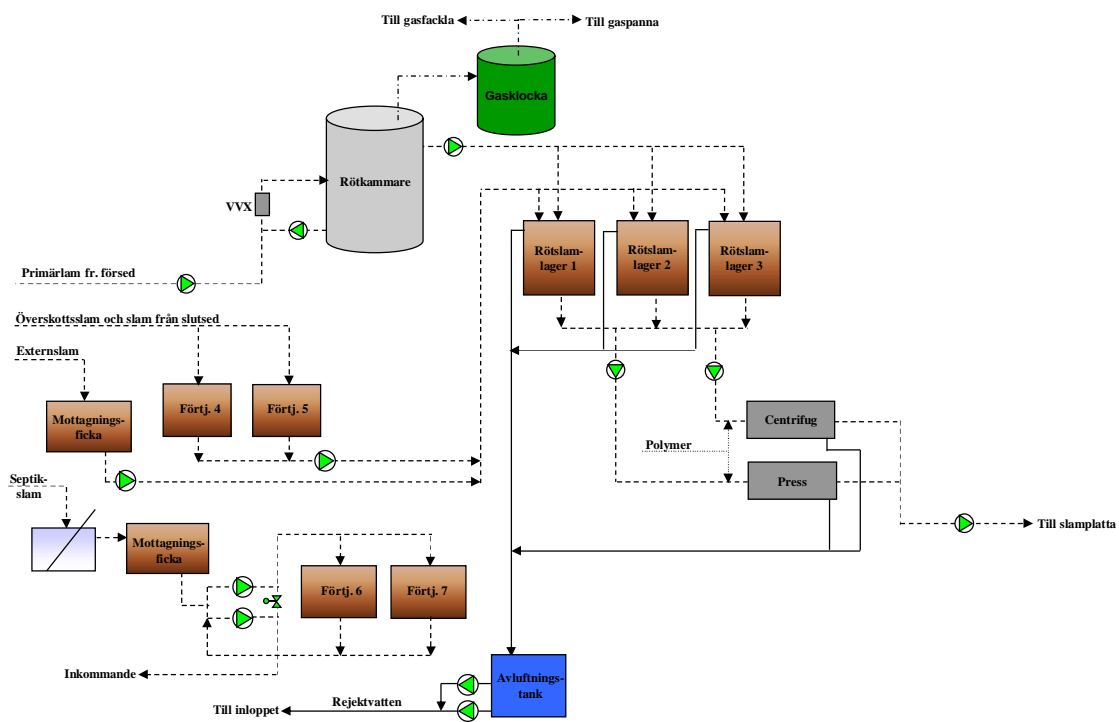 Till gasfackla
Till gaspanna
Gasklocka
Rötkammare
VVX
Primärlam fr. försed
Rötslam-
lager 1
Rötslam-
lager 2
Rötslam-
lager 3
Överskottsslam och slam från slutsed
Externslam
Mottagnings-
ficka
Förtj. 4
Förtj. 5
Centrifug
Polymer
Press
Septik-
slam
Mottagnings-
ficka
Till slamplatta
Förtj. 6
Förtj. 7
Inkommande
Avluftnings-
tank
Rejektvatten
Till inloppet